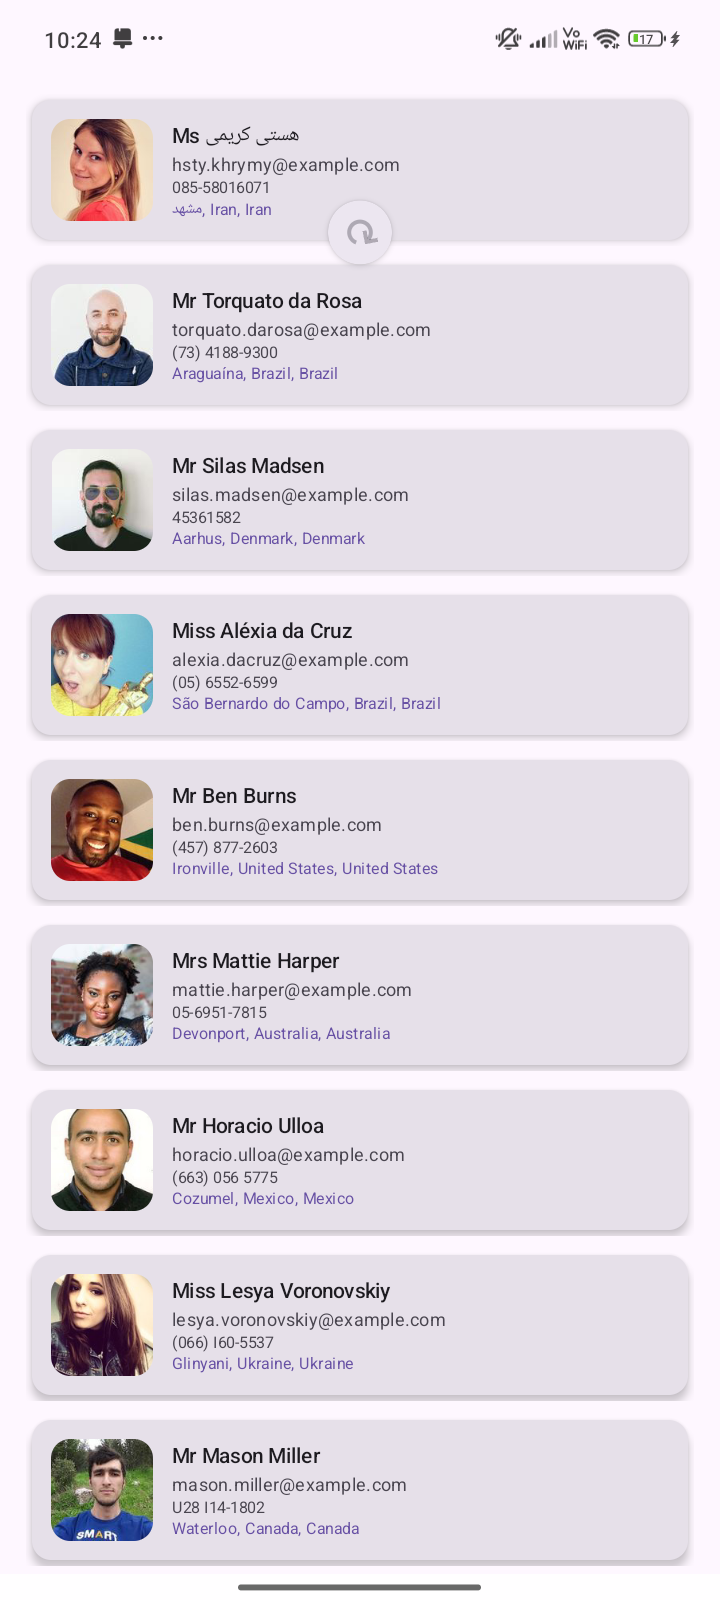 10:24
Vo
WiFi
17
Ms هستی کریمی
hsty.khrymy@example.com
085-58016071
مشهد, Iran, Iran
Mr Torquato da Rosa
torquato.darosa@example.com
(73) 4188-9300
Araguaína, Brazil, Brazil
Mr Silas Madsen
silas.madsen@example.com
45361582
Aarhus, Denmark, Denmark
Miss Aléxia da Cruz
alexia.dacruz@example.com
(05) 6552-6599
São Bernardo do Campo, Brazil, Brazil
Mr Ben Burns
ben.burns@example.com
(457) 877-2603
Ironville, United States, United States
Mrs Mattie Harper
mattie.harper@example.com
05-6951-7815
Devonport, Australia, Australia
Mr Horacio Ulloa
horacio.ulloa@example.com
(663) 056 5775
Cozumel, Mexico, Mexico
Miss Lesya Voronovskiy
lesya.voronovskiy@example.com
(066) I60-5537
Glinyani, Ukraine, Ukraine
Mr Mason Miller
mason.miller@example.com
U28 I14-1802
Waterloo, Canada, Canada
SMART